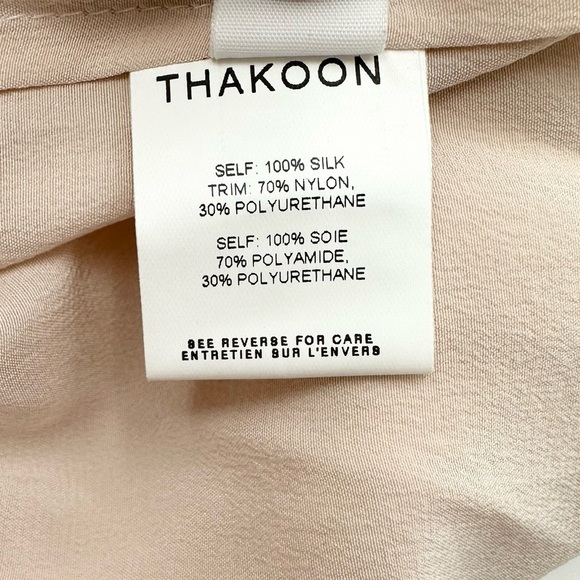 THAKOON
SELF: 100% SILK
TRIM: 70% NYLON,
30% POLYURETHANE
SELF: 100% SOIE
70% POLYAMIDE,
30% POLYURETHANE
SEE REVERSE FOR CARE
ENTRETIEN SUR L'ENVERS